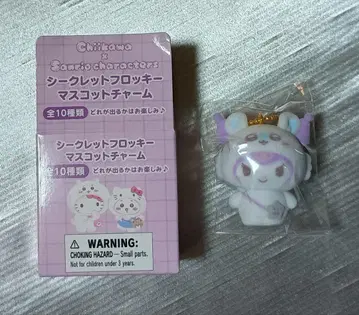 Chiikawa
×
Sanrio characters
シークレットフロッキー
マスコットチャーム
全10種類 どれが出るかはお楽しみ♪
シークレットフロッキー
マスコットチャーム
全10種類 どれが出るかはお楽しみ♪
WARNING:
CHOKING HAZARD — Small parts.
Not for children under 3 years.